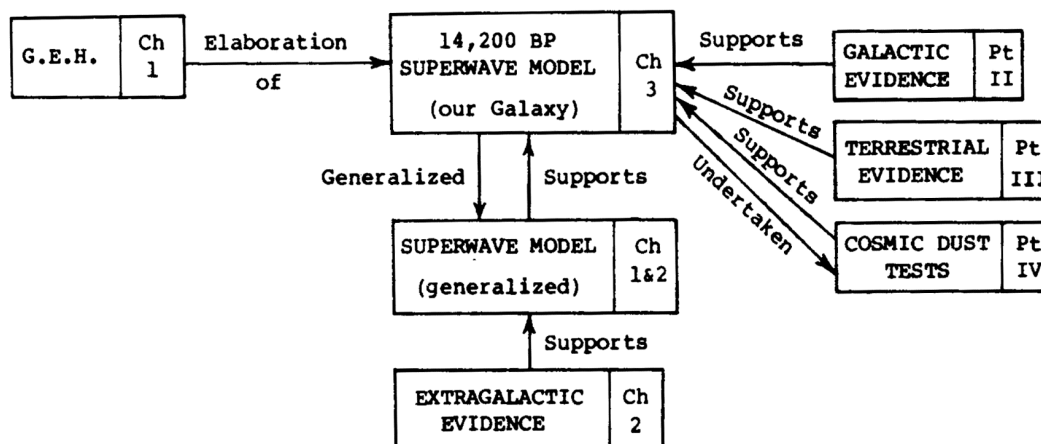 G.E.H.
Ch
1
Elaboration
of
14,200 BP
SUPERWAVE MODEL
(our Galaxy)
Ch
3
Supports
GALACTIC
EVIDENCE
Pt
II
Supports
TERRESTRIAL
EVIDENCE
Pt
III
Supports
Undertaken
COSMIC DUST
TESTS
Pt
IV
Generalized
Supports
SUPERWAVE MODEL
(generalized)
Ch
1&2
Supports
EXTRAGALACTIC
EVIDENCE
Ch
2